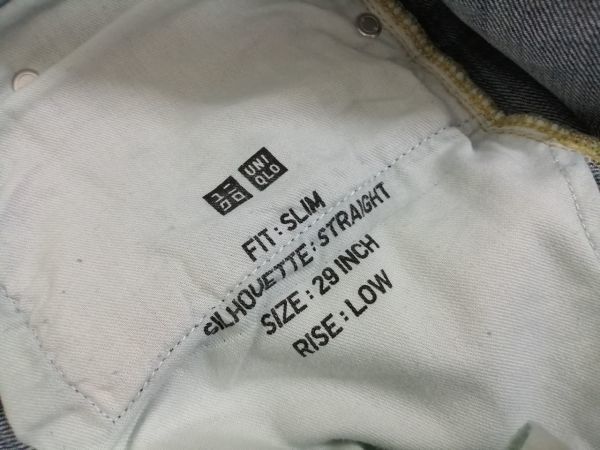 ユニ UNI
クロ QLO
FIT : SLIM
SILHOUETTE : STRAIGHT
SIZE : 29 INCH
RISE : LOW